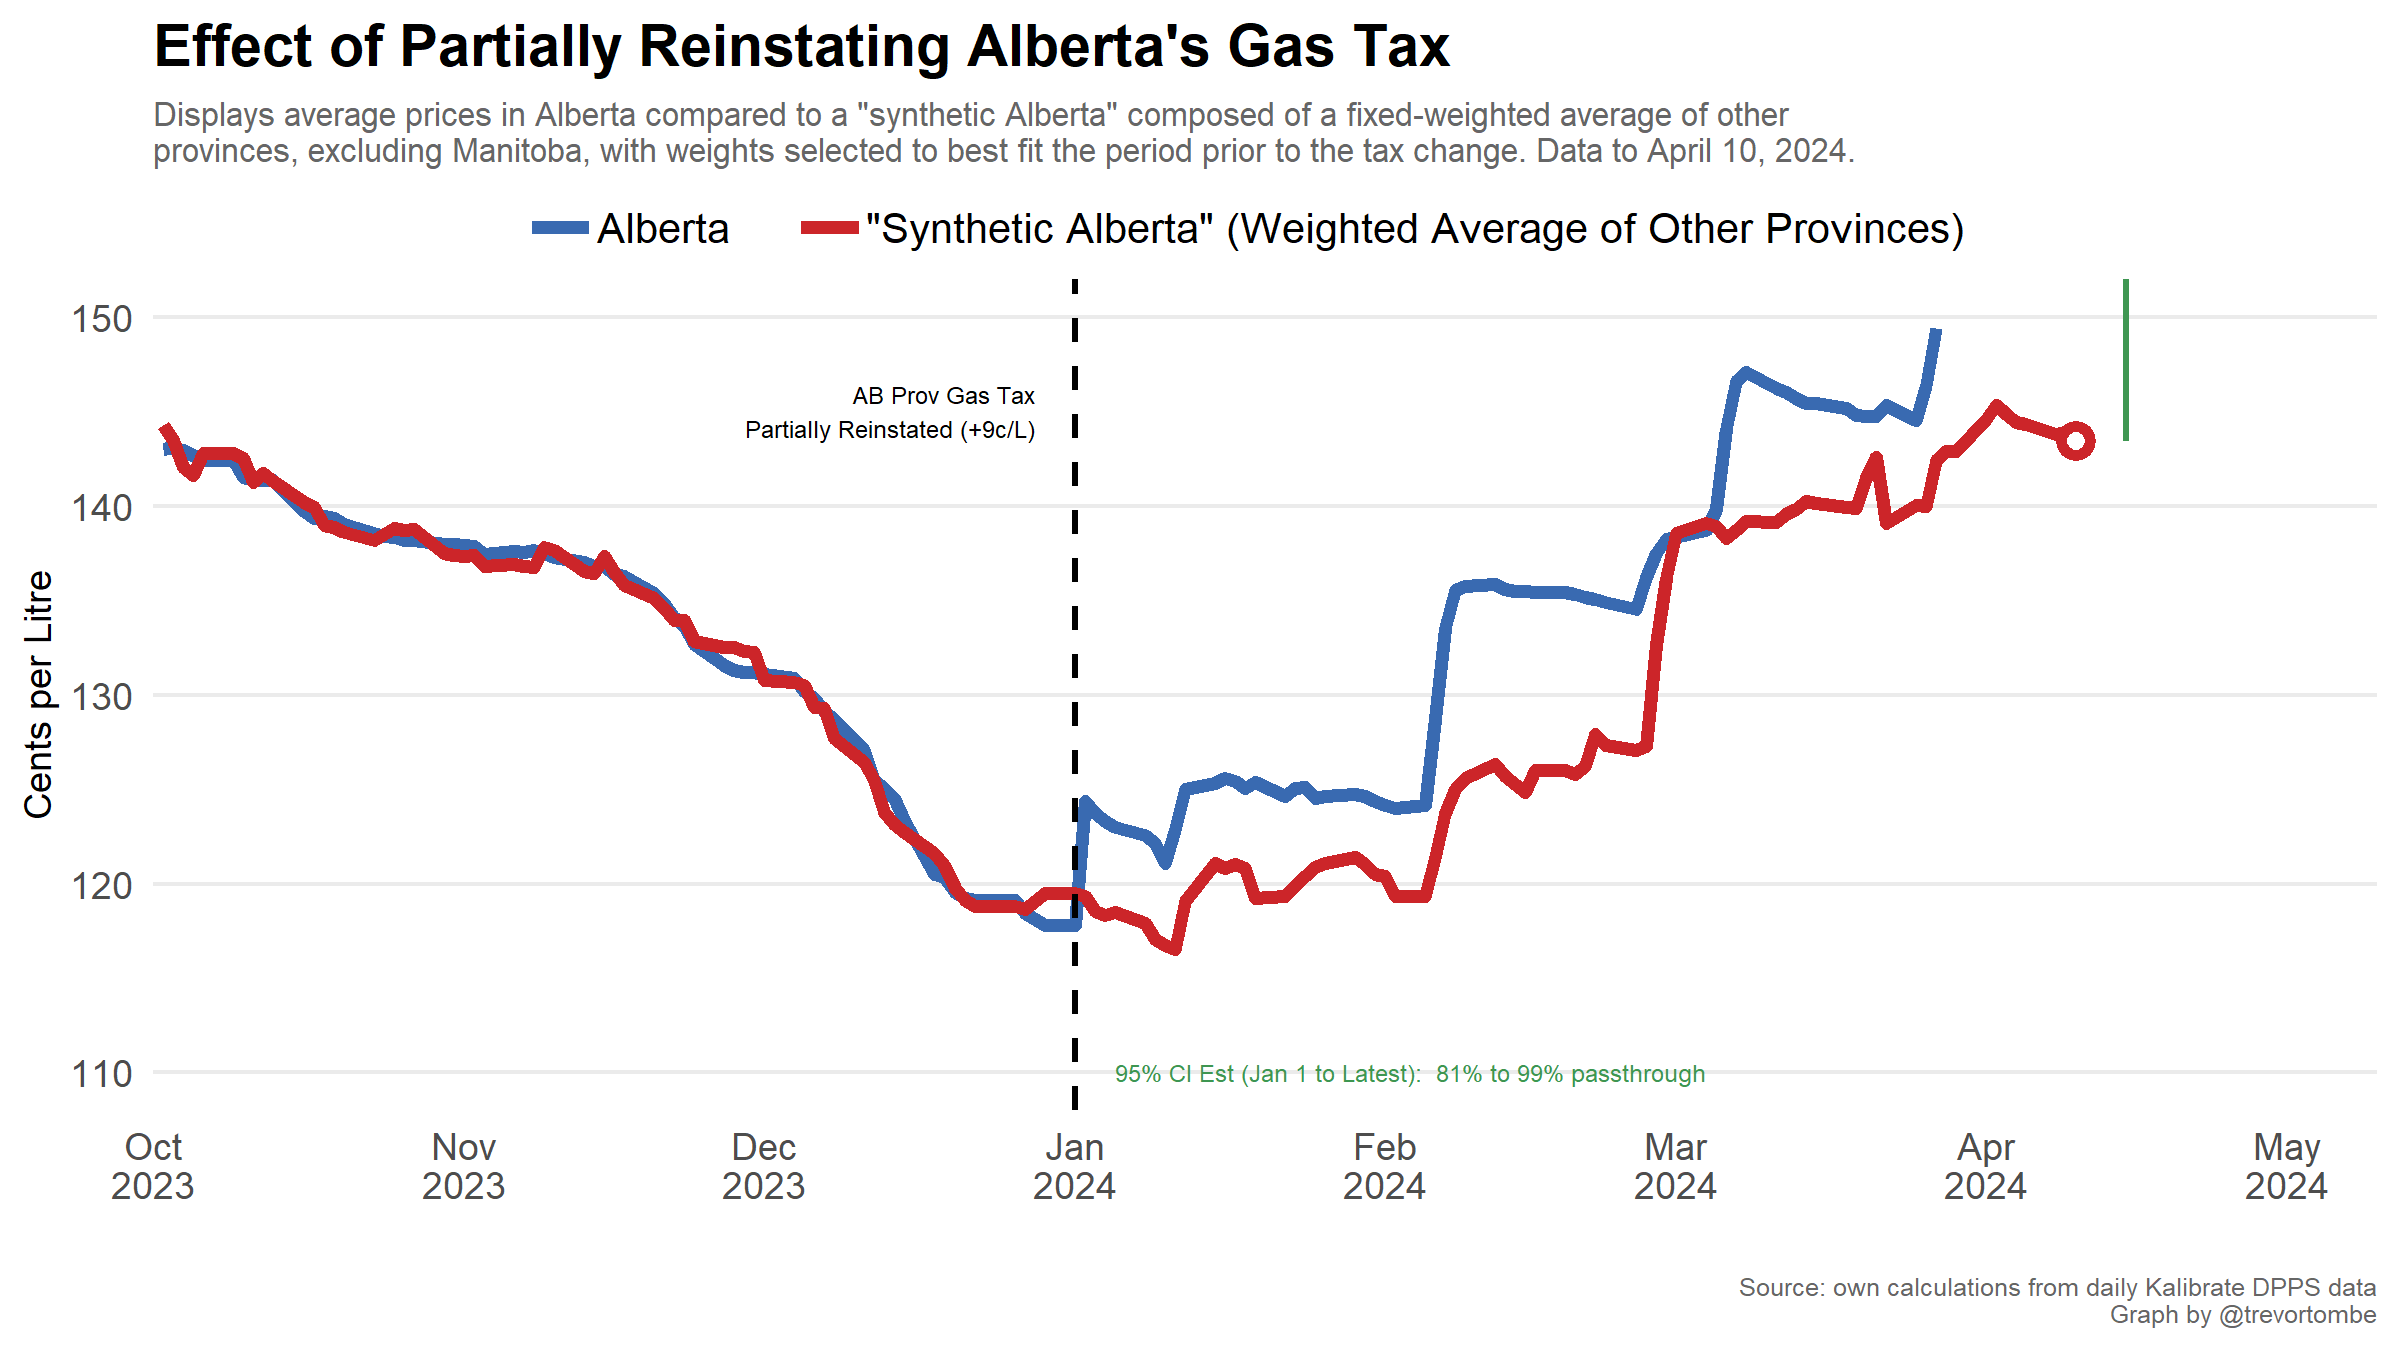 Effect of Partially Reinstating Alberta's Gas Tax
Displays average prices in Alberta compared to a "synthetic Alberta" composed of a fixed-weighted average of other
provinces, excluding Manitoba, with weights selected to best fit the period prior to the tax change. Data to April 10, 2024.
Alberta
"Synthetic Alberta" (Weighted Average of Other Provinces)
Cents per Litre
150
140
130
120
110
AB Prov Gas Tax
Partially Reinstated (+9c/L)
95% CI Est (Jan 1 to Latest):  81% to 99% passthrough
Oct
2023
Nov
2023
Dec
2023
Jan
2024
Feb
2024
Mar
2024
Apr
2024
May
2024
Source: own calculations from daily Kalibrate DPPS data
Graph by @trevortombe